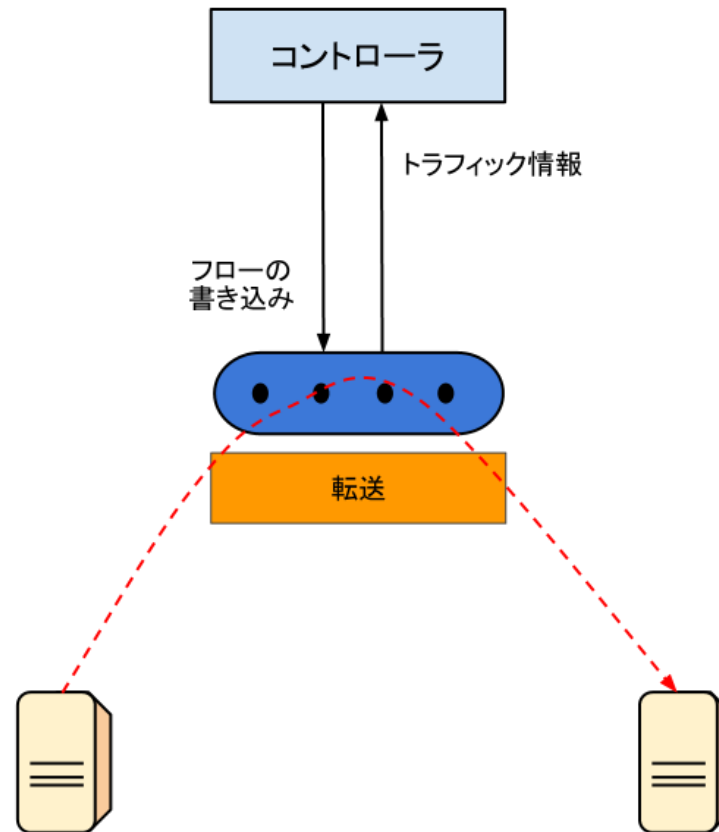 コントローラ
トラフィック情報
フローの
書き込み
転送